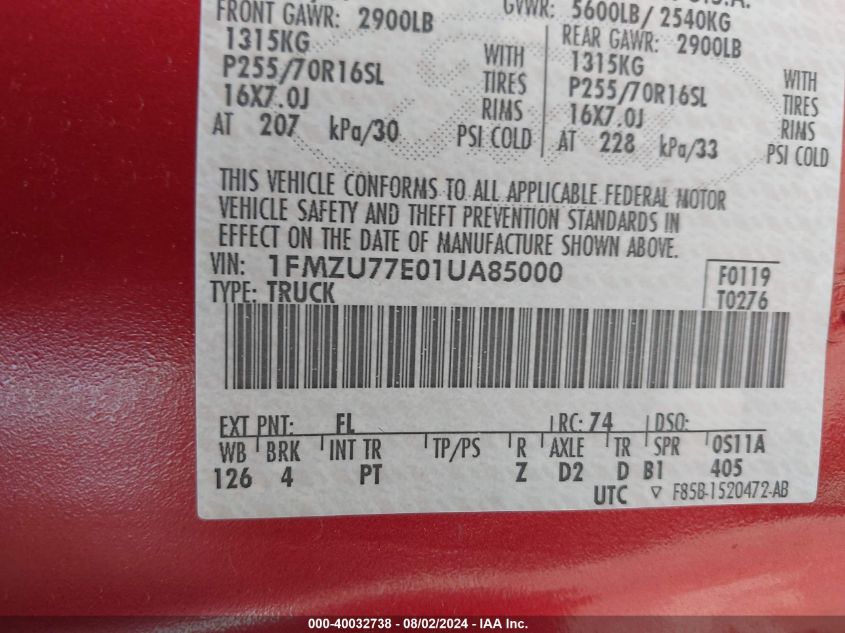 FRONT GAWR: 2900LB
1315KG
P255/70R16SL WITH TIRES
16X7.0J RIMS
AT 207 kPa/30 PSI COLD
GVWR: 5600LB/ 2540KG
REAR GAWR: 2900LB
1315KG WITH
P255/70R16SL TIRES
16X7.0J RIMS
AT 228 kPa/33 PSI COLD
THIS VEHICLE CONFORMS TO ALL APPLICABLE FEDERAL MOTOR
VEHICLE SAFETY AND THEFT PREVENTION STANDARDS IN
EFFECT ON THE DATE OF MANUFACTURE SHOWN ABOVE.
VIN: 1FMZU77E01UA85000
F0119
TYPE: TRUCK
T0276
EXT PNT: FL RC: 74 DSO:
WB BRK INT TR TP/PS R AXLE TR SPR 0S11A
126 4 PT Z D2 D B1 405
UTC ▽ F85B-1520472-AB
000-40032738 - 08/02/2024 - IAA Inc.